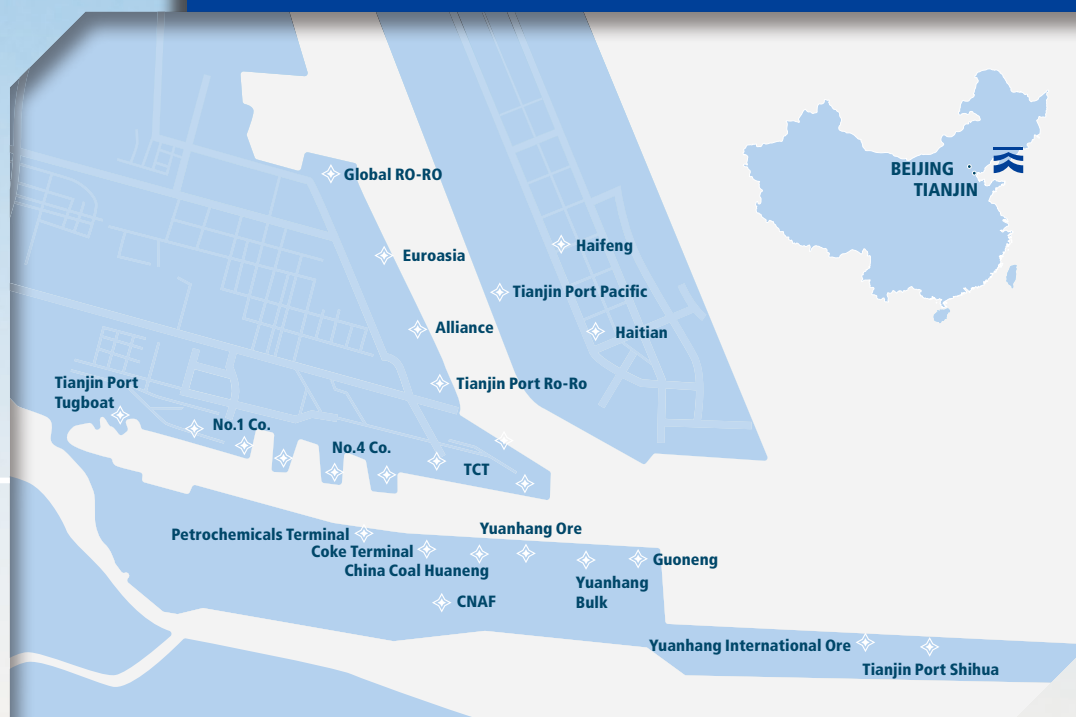 BEIJING
TIANJIN
Global RO-RO
Haifeng
Euroasia
Tianjin Port Pacific
Alliance
Haitian
Tianjin Port Ro-Ro
Tianjin Port
Tugboat
No.1 Co.
No.4 Co.
TCT
Yuanhang Ore
Petrochemicals Terminal
Coke Terminal
China Coal Huaneng
Guoneng
Yuanhang
Bulk
CNAF
Yuanhang International Ore
Tianjin Port Shihua